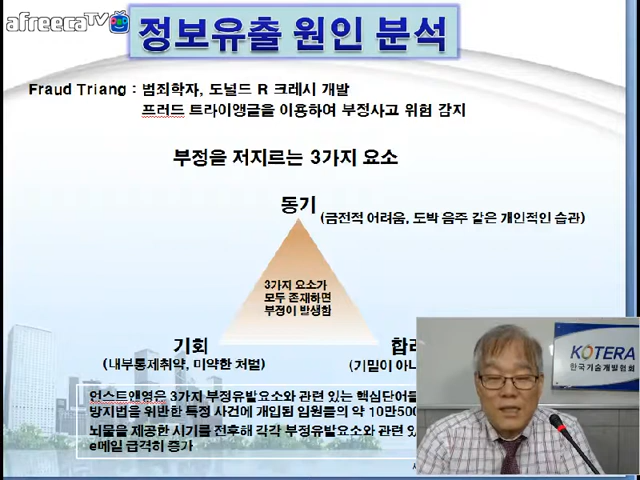 afreecaTV
정보유출 원인 분석
Fraud Triang : 범죄학자, 도널드 R 크레시 개발
프러드 트라이앵글을 이용하여 부정사고 위험 감지
부정을 저지르는 3가지 요소
동기
(금전적 어려움, 도박 음주 같은 개인적인 습관)
3가지 요소가
모두 존재하면
부정이 발생함
기회
(내부통제취약, 미약한 처벌)
합리
(기밀이 아니
KOTERA
한국기술개발협회
언스트앤영은 3가지 부정유발요소와 관련 있는 핵심단어들
방지법을 위반한 특정 사건에 개입된 임원들의 약 10만500
뇌물을 제공한 시기를 전후해 각각 부정유발요소와 관련 있
e메일 급격히 증가